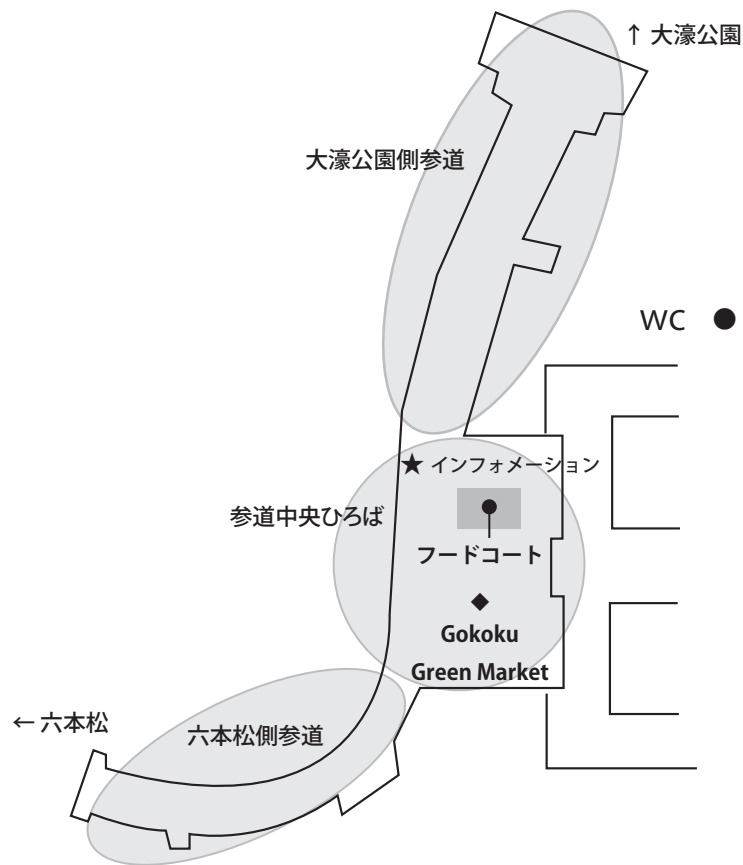 ↑ 大濠公園
大濠公園側参道
WC
インフォメーション
参道中央ひろば
フードコート
Gokoku
Green Market
← 六本松
六本松側参道